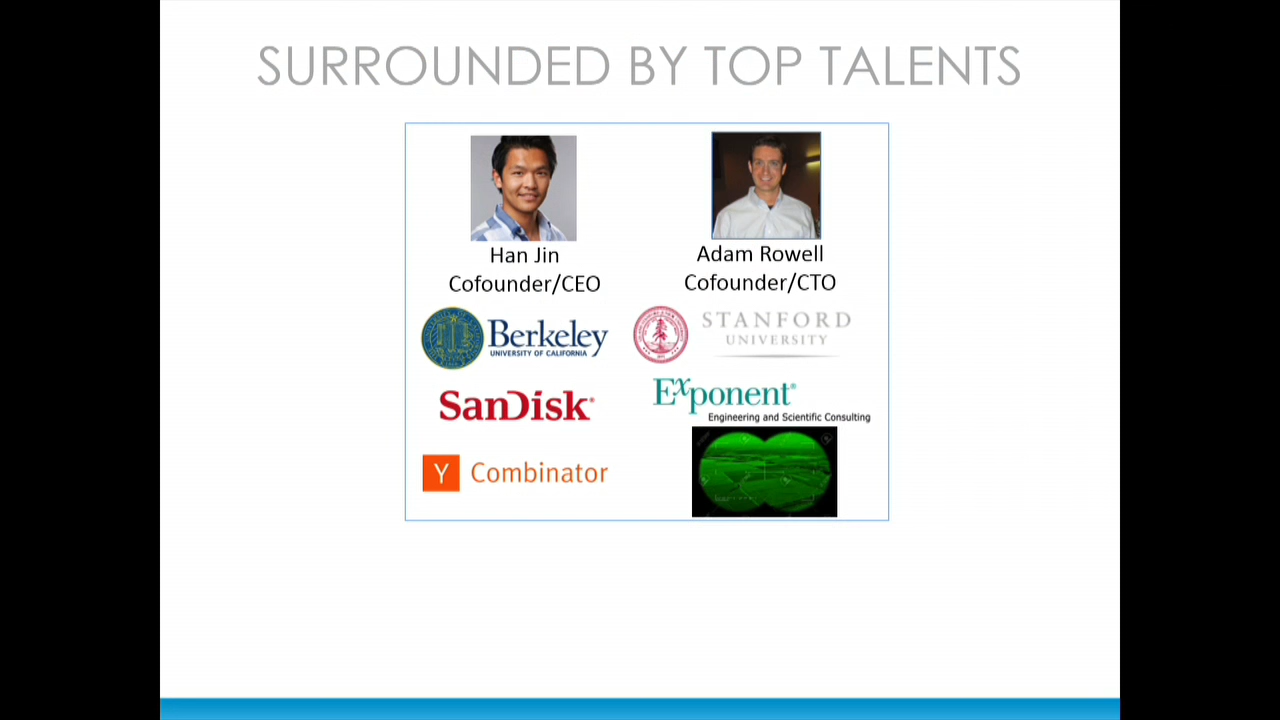 SURROUNDED BY TOP TALENTS
Han Jin
Cofounder/CEO
Berkeley
UNIVERSITY OF CALIFORNIA
SanDisk
Y Combinator
Adam Rowell
Cofounder/CTO
STANFORD
UNIVERSITY
Exponent®
Engineering and Scientific Consulting